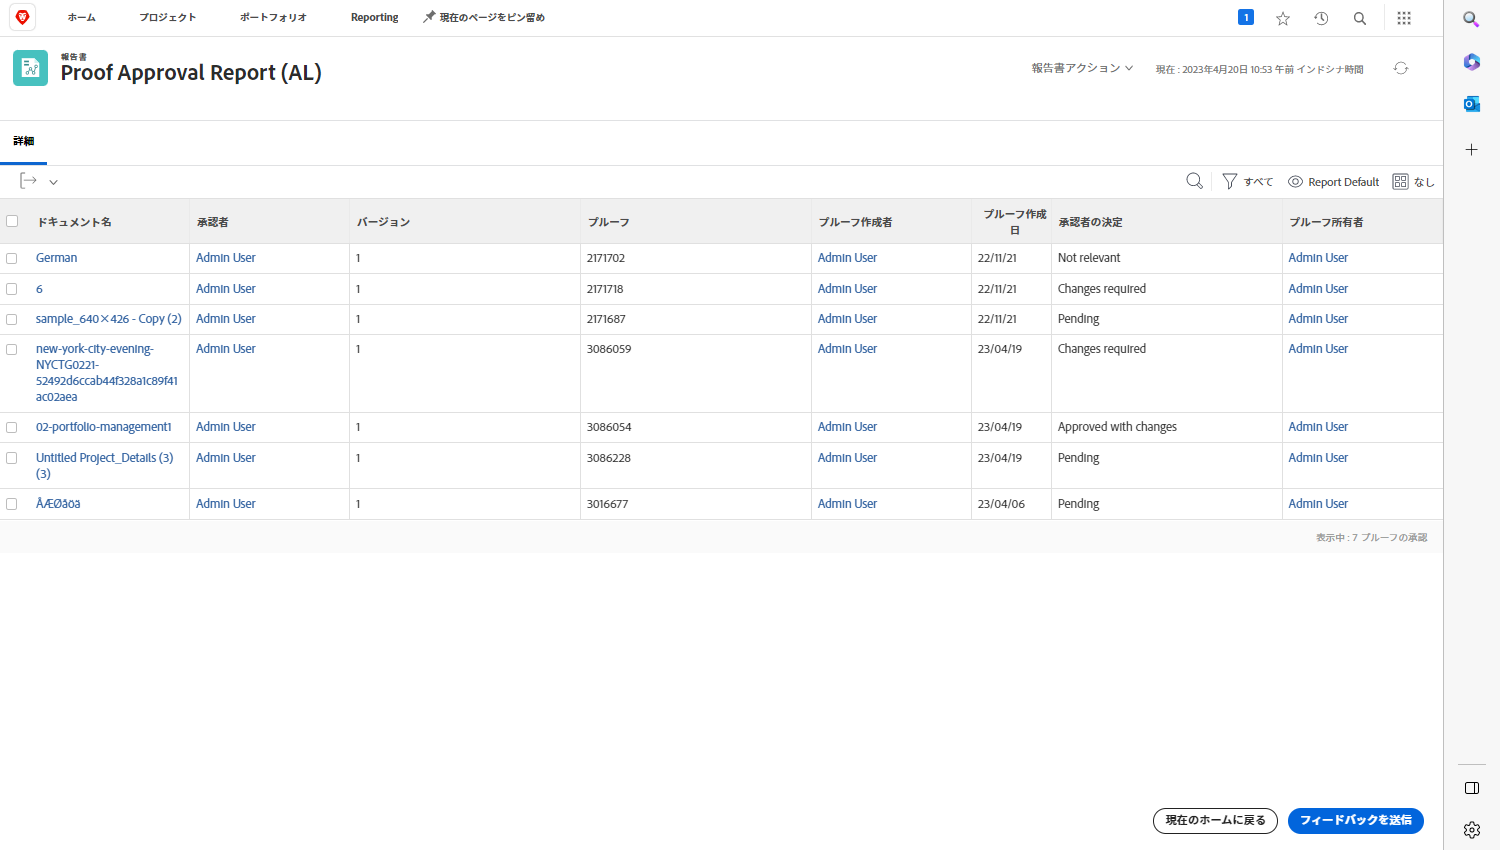 ホーム プロジェクト ポートフォリオ Reporting 現在のページをピン留め 1
報告書
Proof Approval Report (AL)
報告書アクション 現在 : 2023年4月20日 10:53 午前 インドシナ時間
詳細
すべて Report Default なし
ドキュメント名 承認者 バージョン プルーフ プルーフ作成者 プルーフ作成日 承認者の決定 プルーフ所有者
German Admin User 1 2171702 Admin User 22/11/21 Not relevant Admin User
6 Admin User 1 2171718 Admin User 22/11/21 Changes required Admin User
sample_640×426 - Copy (2) Admin User 1 2171687 Admin User 22/11/21 Pending Admin User
new-york-city-evening- Admin User 1 3086059 Admin User 23/04/19 Changes required Admin User
NYCTG0221-
52492d6ccab44f328a1c89f41
ac02aea
02-portfolio-management1 Admin User 1 3086054 Admin User 23/04/19 Approved with changes Admin User
Untitled Project_Details (3) Admin User 1 3086228 Admin User 23/04/19 Pending Admin User
(3)
ÅÆØåöä Admin User 1 3016677 Admin User 23/04/06 Pending Admin User
表示中 : 7 プルーフの承認
現在のホームに戻る フィードバックを送信